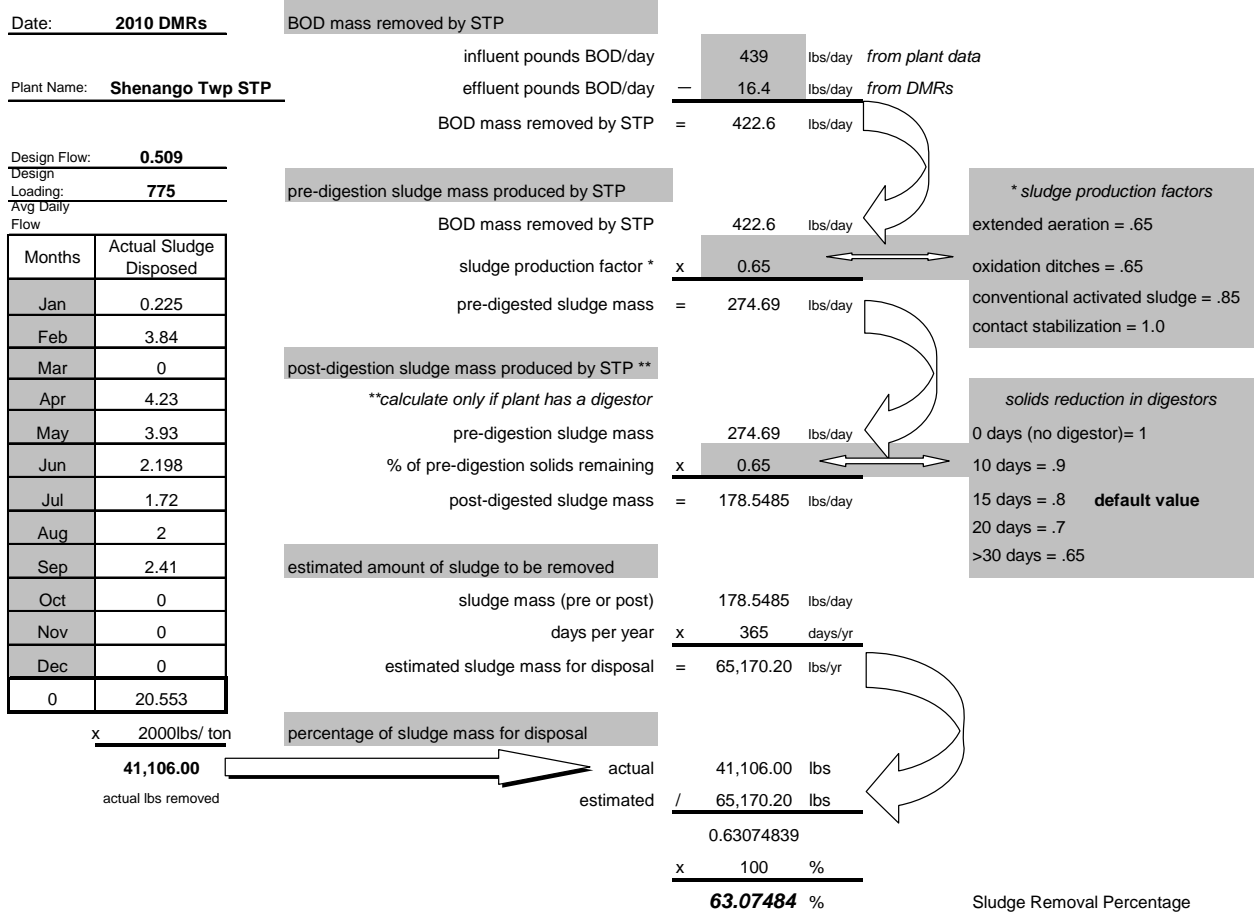 Date: 2010 DMRs
BOD mass removed by STP
influent pounds BOD/day 439 lbs/day from plant data
Plant Name: Shenango Twp STP
effluent pounds BOD/day — 16.4 lbs/day from DMRs
BOD mass removed by STP = 422.6 lbs/day
Design Flow: 0.509
Design
Loading: 775
Avg Daily
Flow
pre-digestion sludge mass produced by STP
* sludge production factors
BOD mass removed by STP 422.6 lbs/day
extended aeration = .65
Months Actual Sludge
Disposed
sludge production factor * x 0.65
oxidation ditches = .65
Jan 0.225
pre-digested sludge mass = 274.69 lbs/day
conventional activated sludge = .85
contact stabilization = 1.0
Feb 3.84
Mar 0
post-digestion sludge mass produced by STP **
Apr 4.23
**calculate only if plant has a digestor
solids reduction in digestors
May 3.93
pre-digestion sludge mass 274.69 lbs/day
0 days (no digestor)= 1
Jun 2.198
% of pre-digestion solids remaining x 0.65
10 days = .9
Jul 1.72
post-digested sludge mass = 178.5485 lbs/day
15 days = .8 default value
Aug 2
20 days = .7
>30 days = .65
Sep 2.41
estimated amount of sludge to be removed
Oct 0
sludge mass (pre or post) 178.5485 lbs/day
Nov 0
days per year x 365 days/yr
Dec 0
estimated sludge mass for disposal = 65,170.20 lbs/yr
0 20.553
x 2000lbs/ ton
percentage of sludge mass for disposal
41,106.00
actual 41,106.00 lbs
actual lbs removed
estimated / 65,170.20 lbs
0.63074839
x 100 %
63.07484 % Sludge Removal Percentage